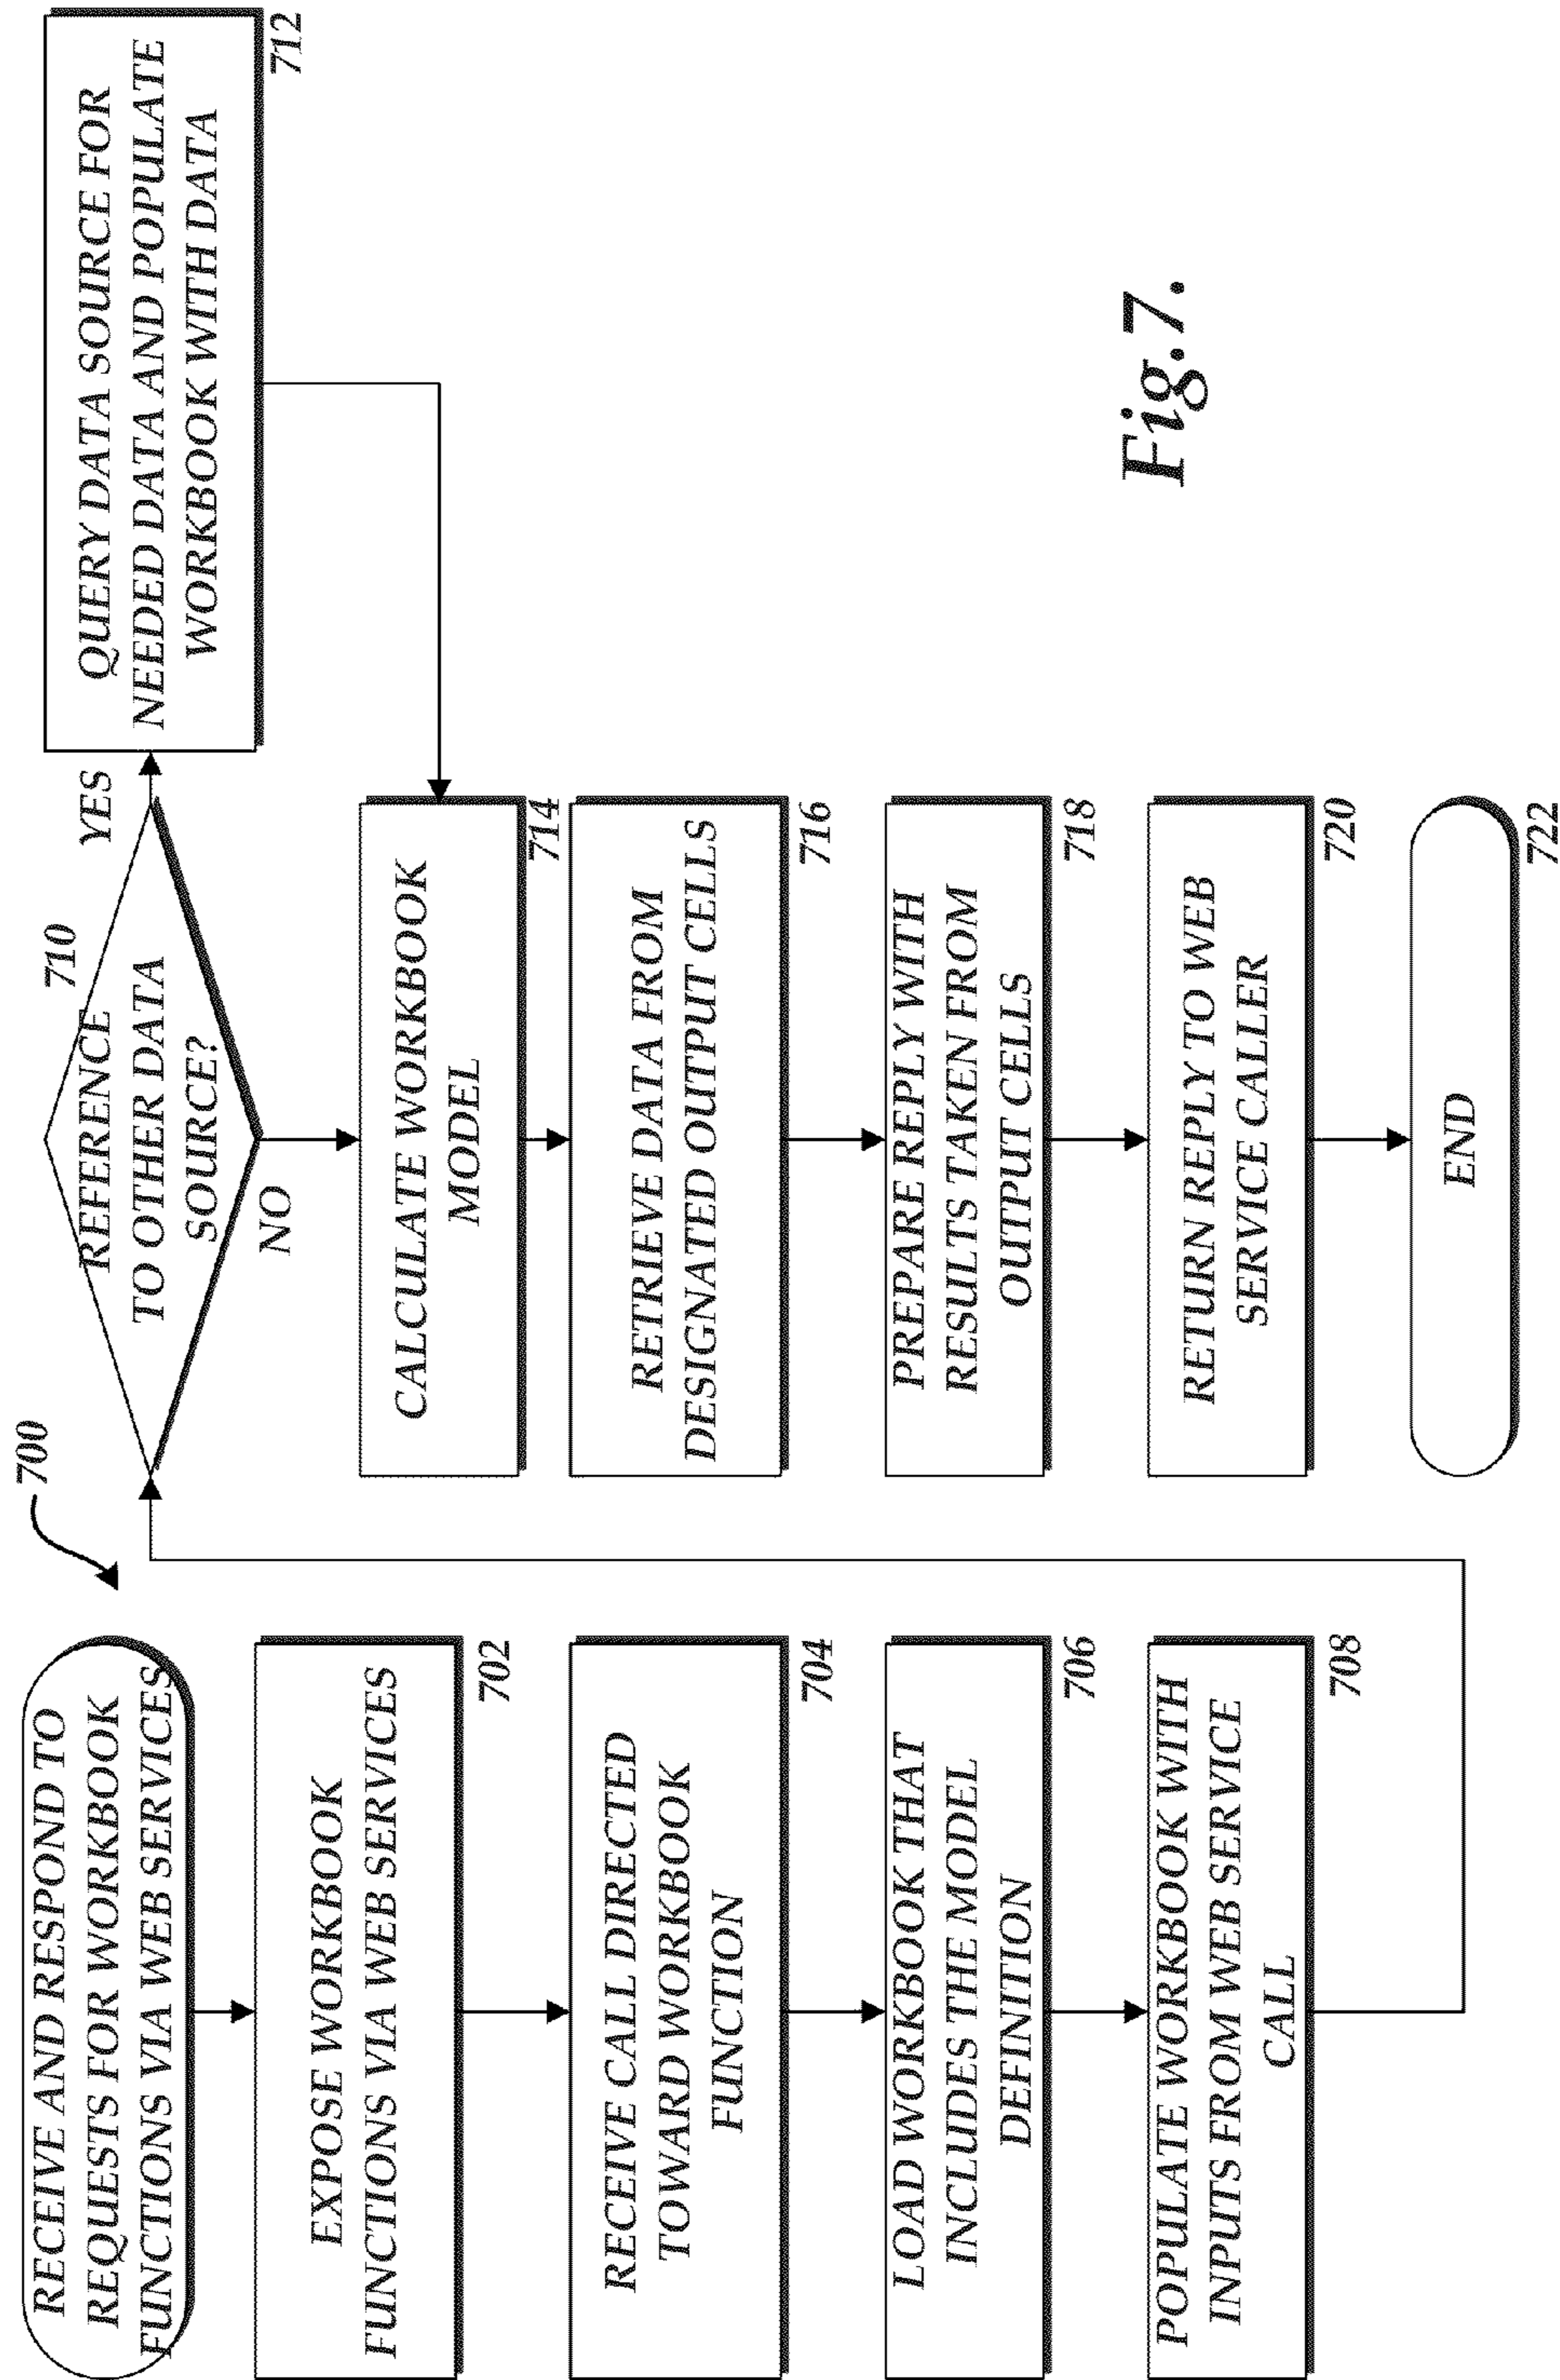 700
RECEIVE AND RESPOND TO
REQUESTS FOR WORKBOOK
FUNCTIONS VIA WEB SERVICES
EXPOSE WORKBOOK
FUNCTIONS VIA WEB SERVICES
702
RECEIVE CALL DIRECTED
TOWARD WORKBOOK
FUNCTION
704
LOAD WORKBOOK THAT
INCLUDES THE MODEL
DEFINITION
706
POPULATE WORKBOOK WITH
INPUTS FROM WEB SERVICE
CALL
708
710
REFERENCE
TO OTHER DATA
SOURCE?
YES
NO
QUERY DATA SOURCE FOR
NEEDED DATA AND POPULATE
WORKBOOK WITH DATA
712
CALCULATE WORKBOOK
MODEL
714
RETRIEVE DATA FROM
DESIGNATED OUTPUT CELLS
716
PREPARE REPLY WITH
RESULTS TAKEN FROM
OUTPUT CELLS
718
RETURN REPLY TO WEB
SERVICE CALLER
720
END
722
Fig.7.